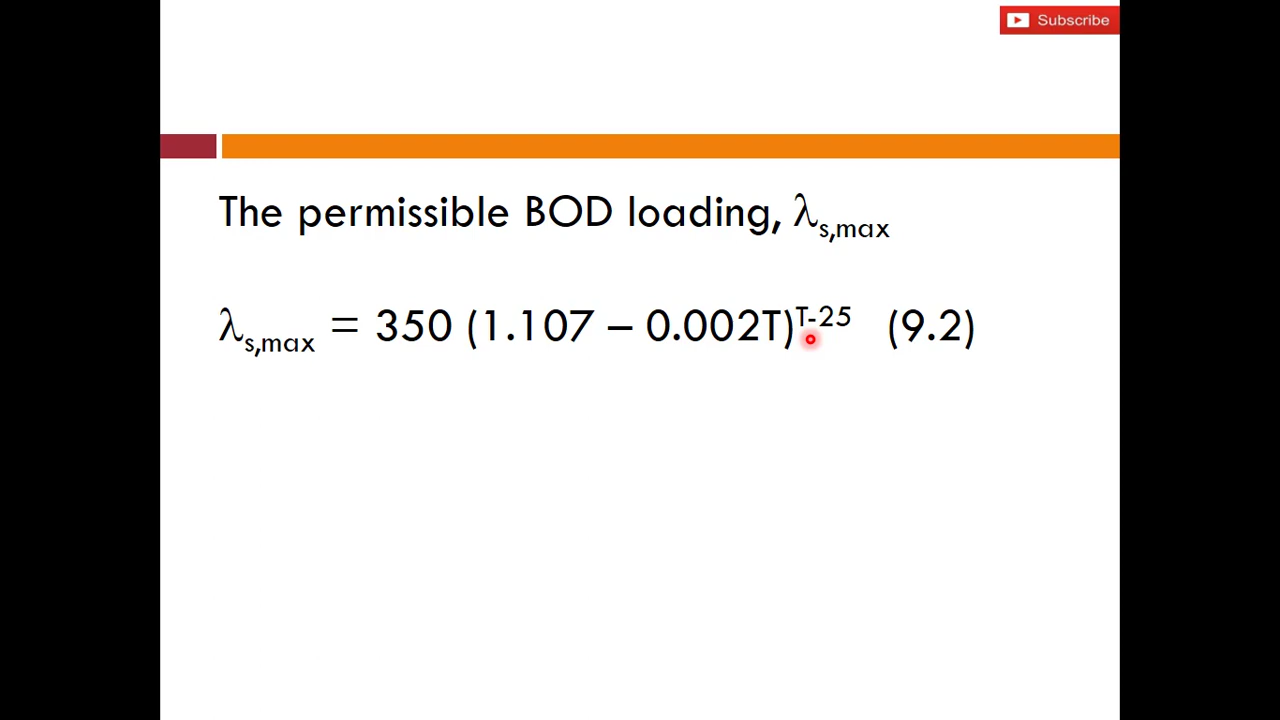 Subscribe
The permissible BOD loading, λs,max
λs,max = 350 (1.107 – 0.002T)T-25 (9.2)